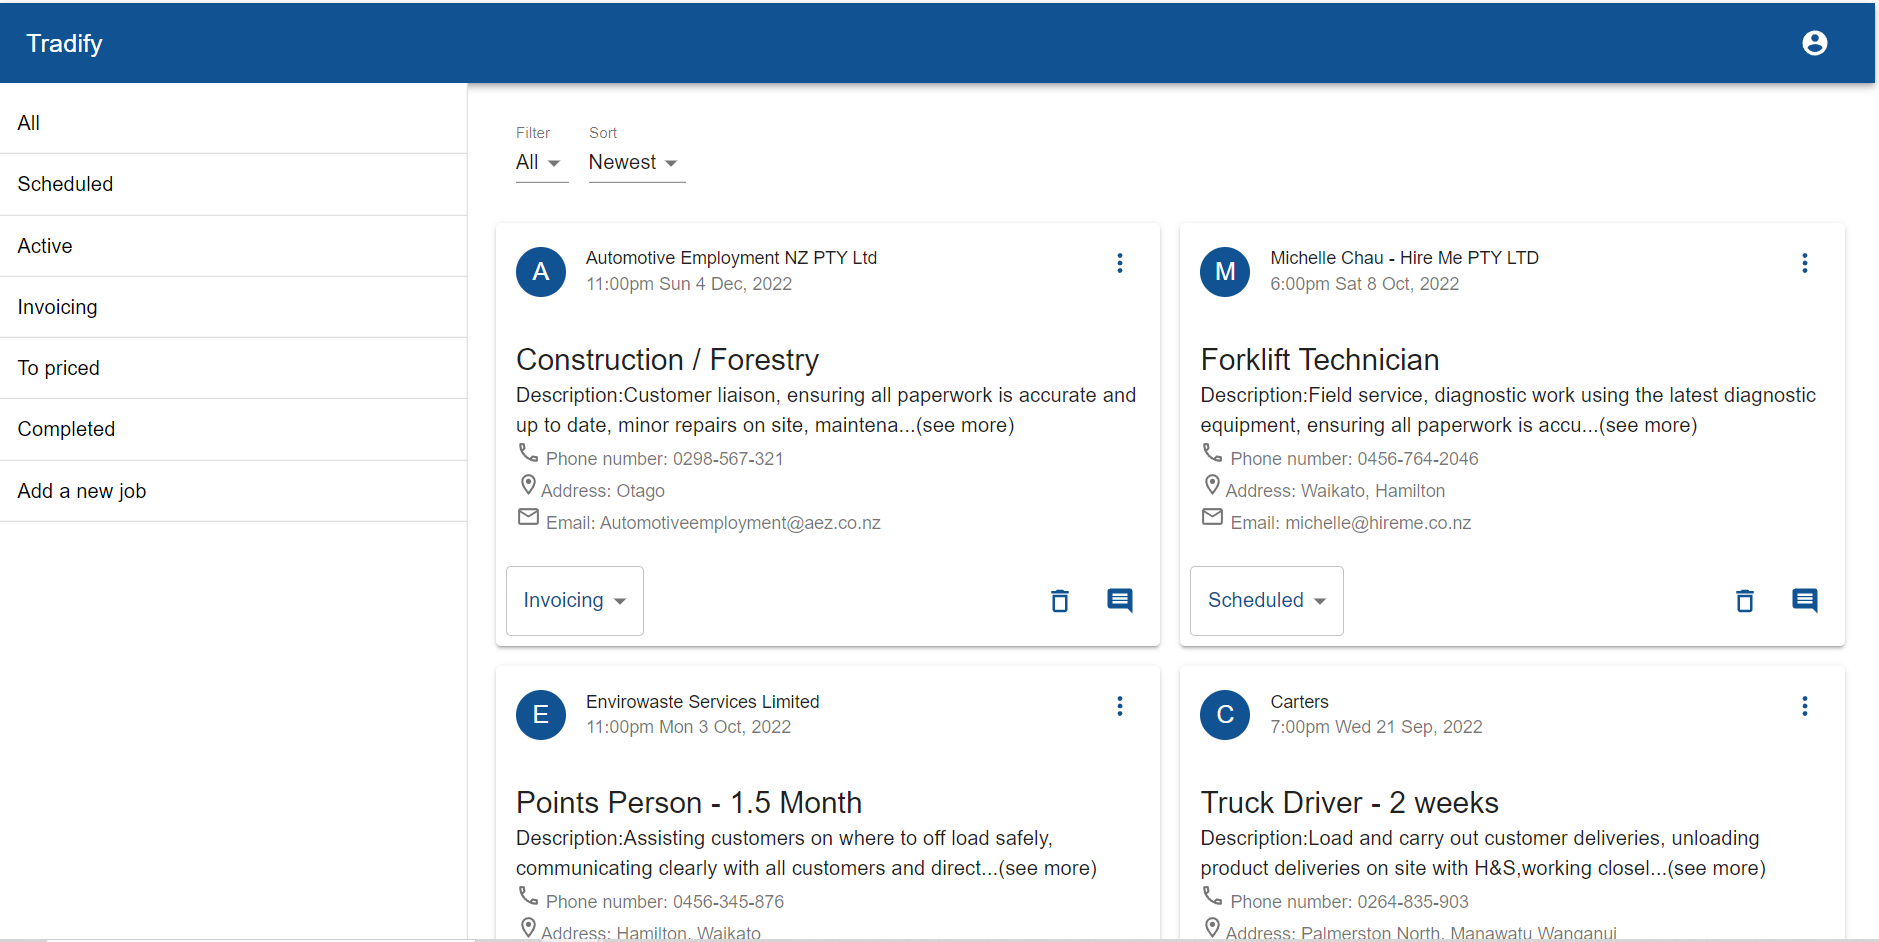 Tradify
All
Scheduled
Active
Invoicing
To priced
Completed
Add a new job
Filter
All
Sort
Newest
A
Automotive Employment NZ PTY Ltd
11:00pm Sun 4 Dec, 2022
Construction / Forestry
Description:Customer liaison, ensuring all paperwork is accurate and
up to date, minor repairs on site, maintena...(see more)
Phone number: 0298-567-321
Address: Otago
Email: Automotiveemployment@aez.co.nz
Invoicing
M
Michelle Chau - Hire Me PTY LTD
6:00pm Sat 8 Oct, 2022
Forklift Technician
Description:Field service, diagnostic work using the latest diagnostic
equipment, ensuring all paperwork is accu...(see more)
Phone number: 0456-764-2046
Address: Waikato, Hamilton
Email: michelle@hireme.co.nz
Scheduled
E
Envirowaste Services Limited
11:00pm Mon 3 Oct, 2022
Points Person - 1.5 Month
Description:Assisting customers on where to off load safely,
communicating clearly with all customers and direct...(see more)
Phone number: 0456-345-876
Address: Hamilton, Waikato
C
Carters
7:00pm Wed 21 Sep, 2022
Truck Driver - 2 weeks
Description:Load and carry out customer deliveries, unloading
product deliveries on site with H&S,working closel...(see more)
Phone number: 0264-835-903
Address: Palmerston North, Manawatu Wanganui